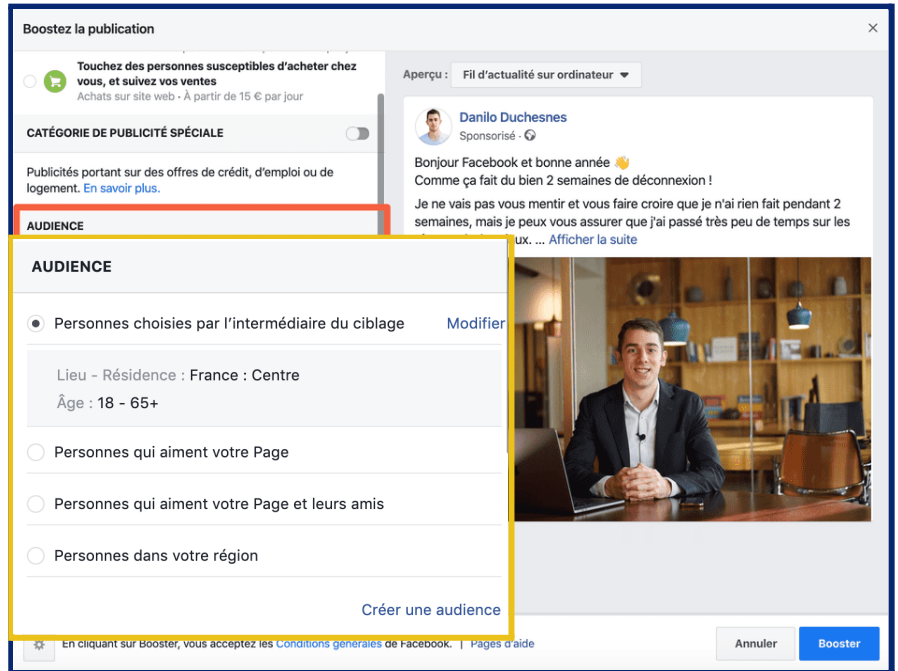 Boostez la publication
Touchez des personnes susceptibles d'acheter chez
vous, et suivez vos ventes
Achats sur site web · À partir de 15 € par jour
CATÉGORIE DE PUBLICITÉ SPÉCIALE
Publicités portant sur des offres de crédit, d'emploi ou de
logement. En savoir plus.
AUDIENCE
AUDIENCE
Personnes choisies par l'intermédiaire du ciblage Modifier
Lieu - Résidence : France : Centre
Âge : 18 - 65+
Personnes qui aiment votre Page
Personnes qui aiment votre Page et leurs amis
Personnes dans votre région
Créer une audience
Aperçu : Fil d'actualité sur ordinateur
Danilo Duchesnes
Sponsorisé ·
Bonjour Facebook et bonne année 👋
Comme ça fait du bien 2 semaines de déconnexion !
Je ne vais pas vous mentir et vous faire croire que je n'ai rien fait pendant 2
semaines, mais je peux vous assurer que j'ai passé très peu de temps sur les
ux. ... Afficher la suite
En cliquant sur Booster, vous acceptez les Conditions générales de Facebook. | Pages d'aide
Annuler Booster